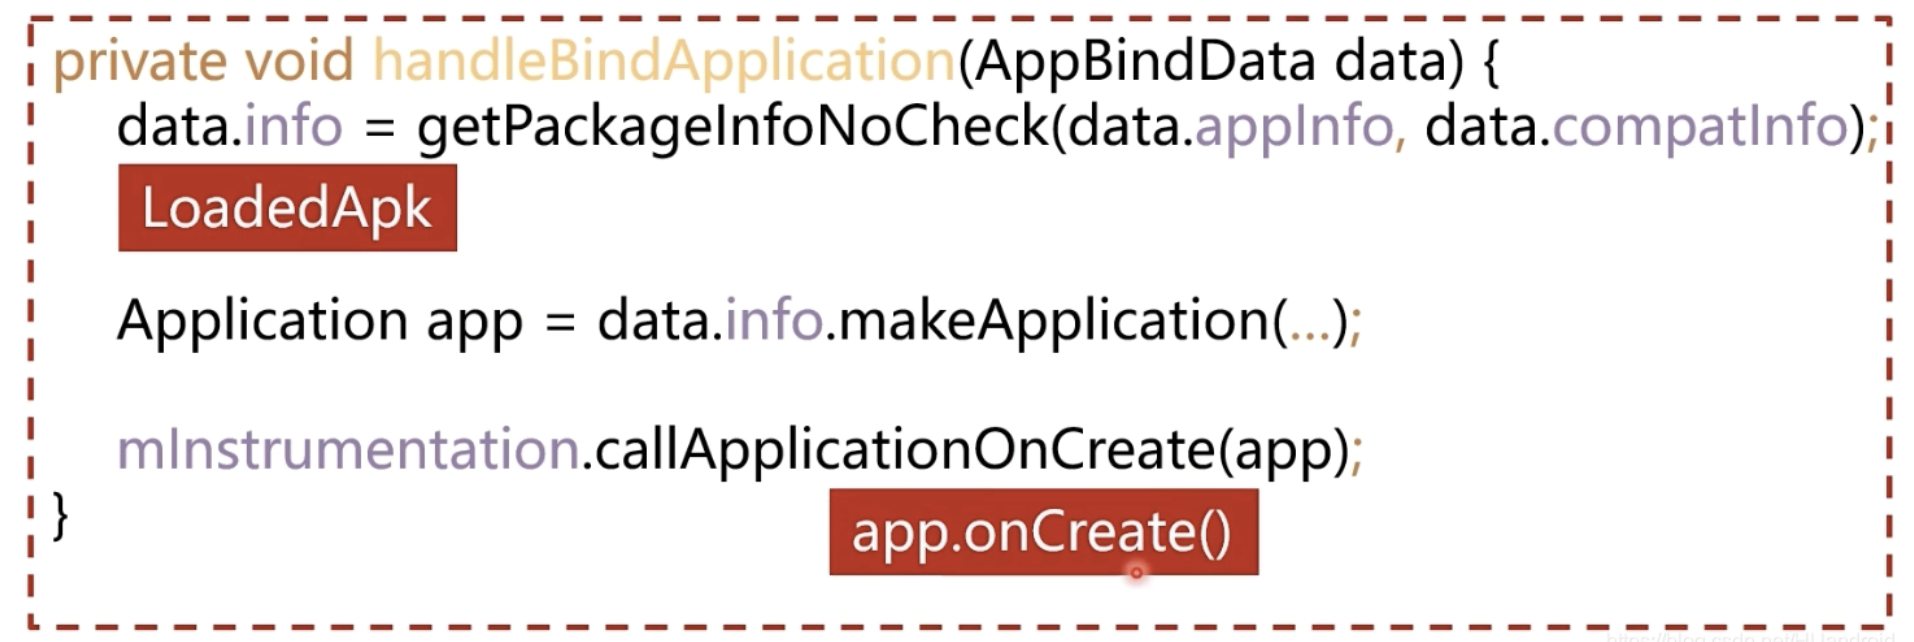 private void handleBindApplication(AppBindData data) {
data.info = getPackageInfoNoCheck(data.appInfo, data.compatInfo);
LoadedApk
Application app = data.info.makeApplication(...);
mInstrumentation.callApplicationOnCreate(app);
}
app.onCreate()